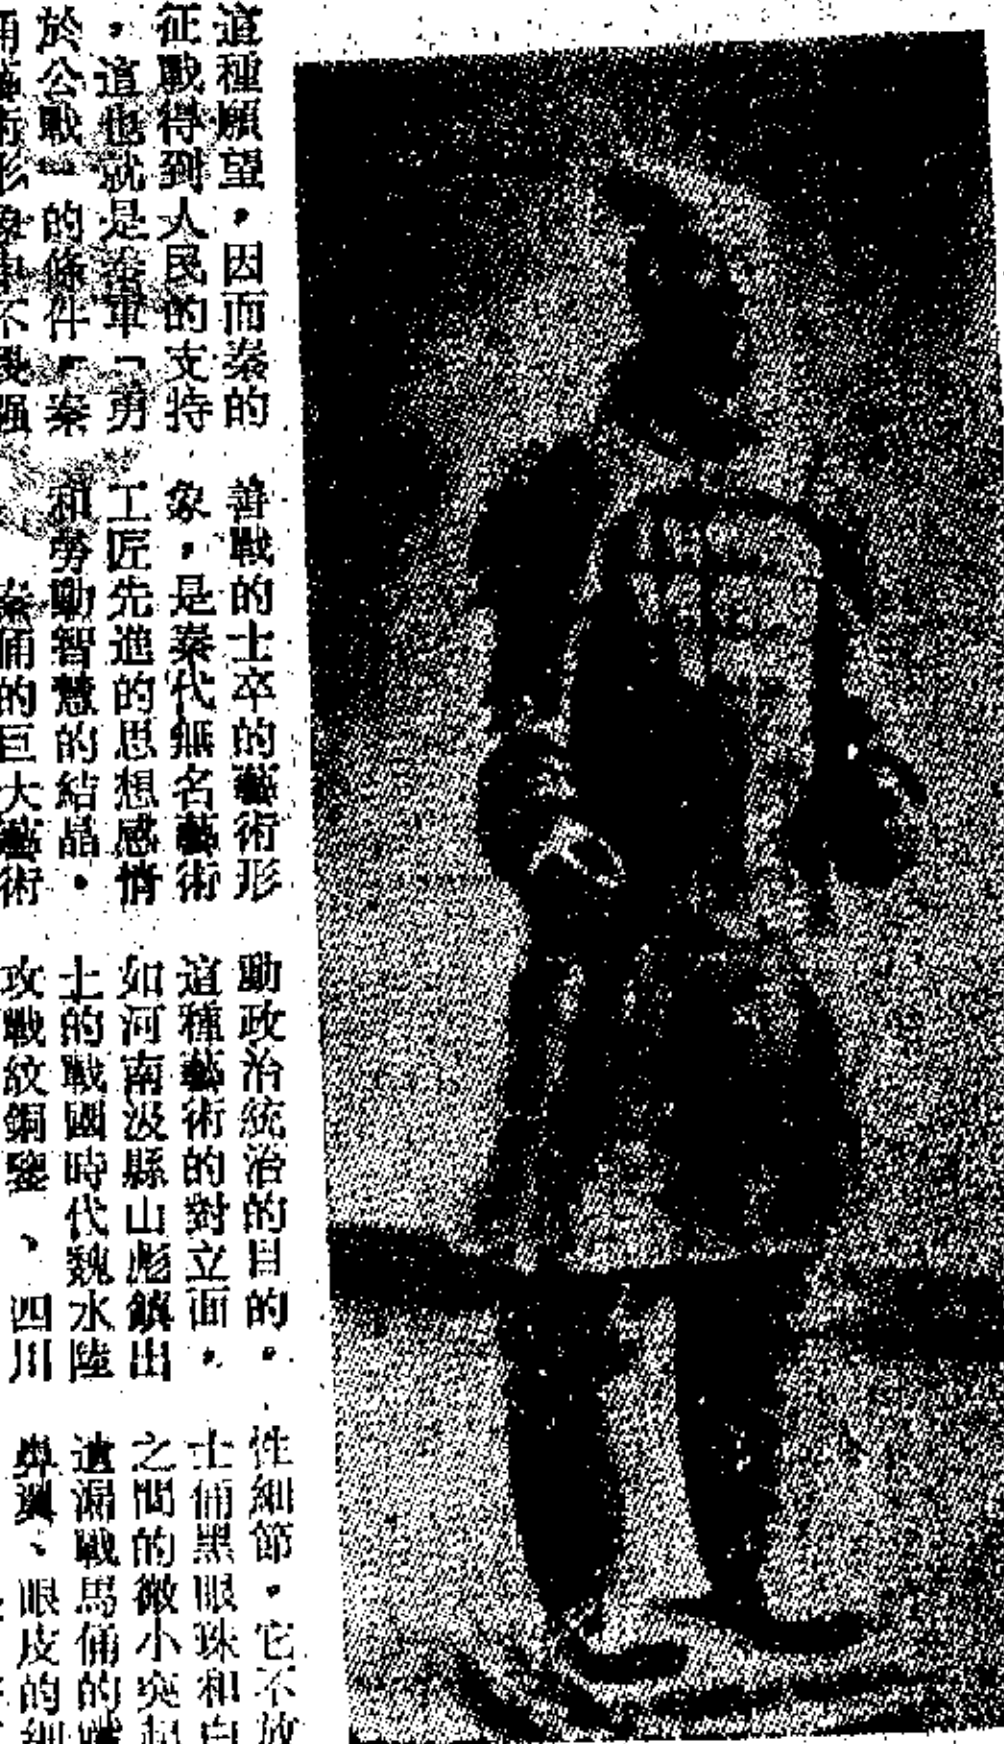 這種願望，因而秦的
征戰得到人民的支持
，這也就是秦軍「勇
於公戰」的條件。秦
俑藝術形象中不畏强
善戰的士卒的藝術形
象，是秦代無名藝術
工匠先進的思想感情
和勞動智慧的結晶。
秦俑的巨大藝術
動政治統治的目的。
這種藝術的對立面，
如河南汲縣山彪鎮出
土的戰國時代魏水陸
攻戰紋銅鑒、四川
性細節。它不放
士俑黑眼珠和白
之間的微小突起
遺漏戰馬俑的嘴
鼻翼、眼皮的細